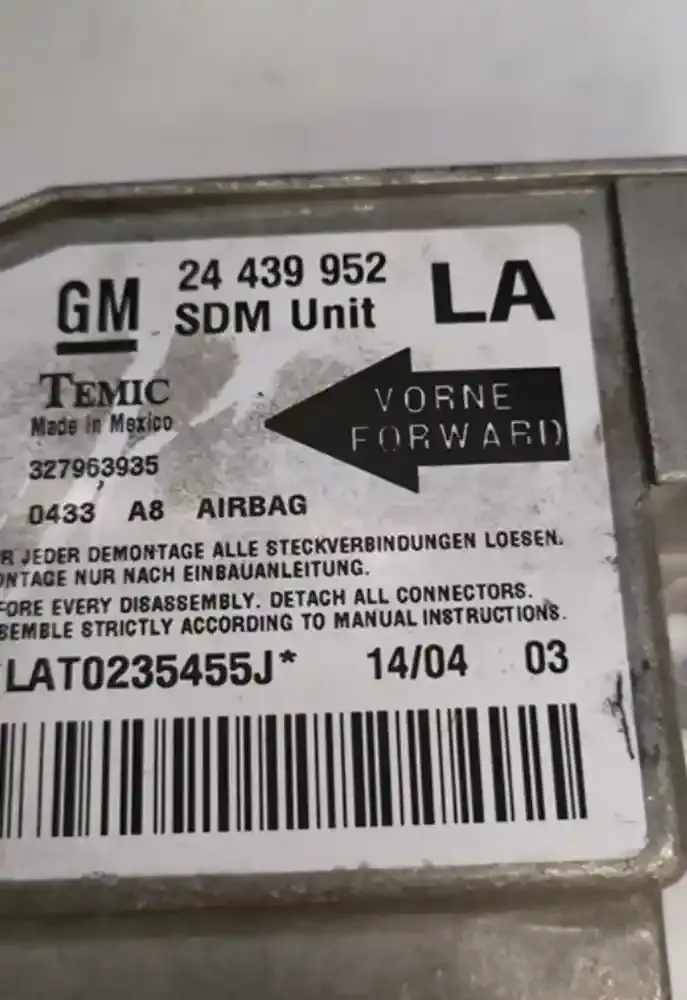 GM 24 439 952 LA
SDM Unit
TEMIC
Made in Mexico
VORNE
FORWARD
327963935
0433 A8 AIRBAG
R JEDER DEMONTAGE ALLE STECKVERBINDUNGEN LOESEN.
ONTAGE NUR NACH EINBAUANLEITUNG.
FORE EVERY DISASSEMBLY. DETACH ALL CONNECTORS.
SEMBLE STRICTLY ACCORDING TO MANUAL INSTRUCTIONS.
LAT0235455J* 14/04 03